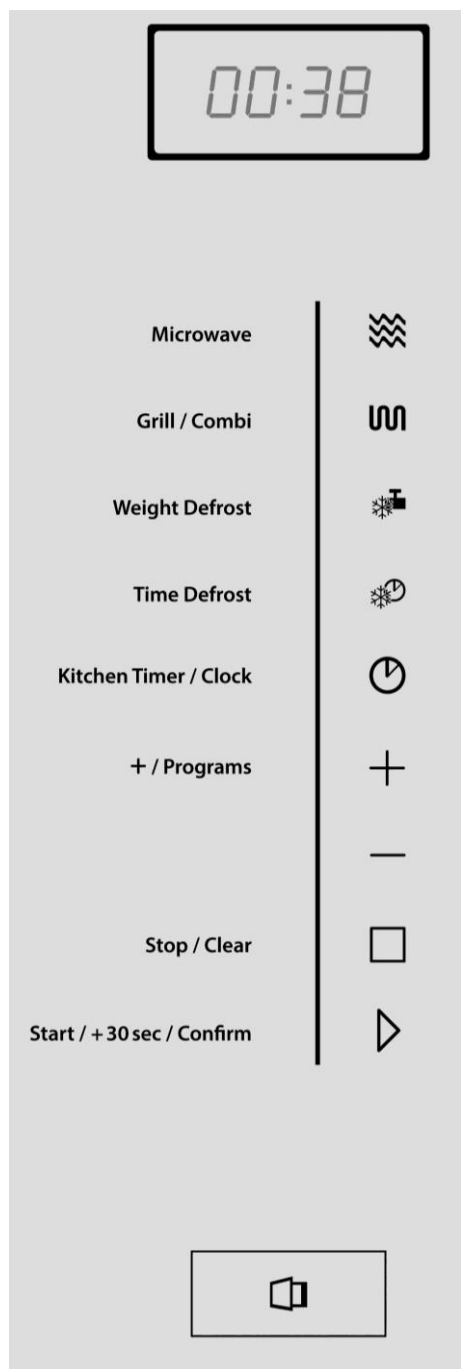 00:38
Microwave
Grill / Combi
Weight Defrost
Time Defrost
Kitchen Timer / Clock
+ / Programs
Stop / Clear
Start / +30 sec / Confirm